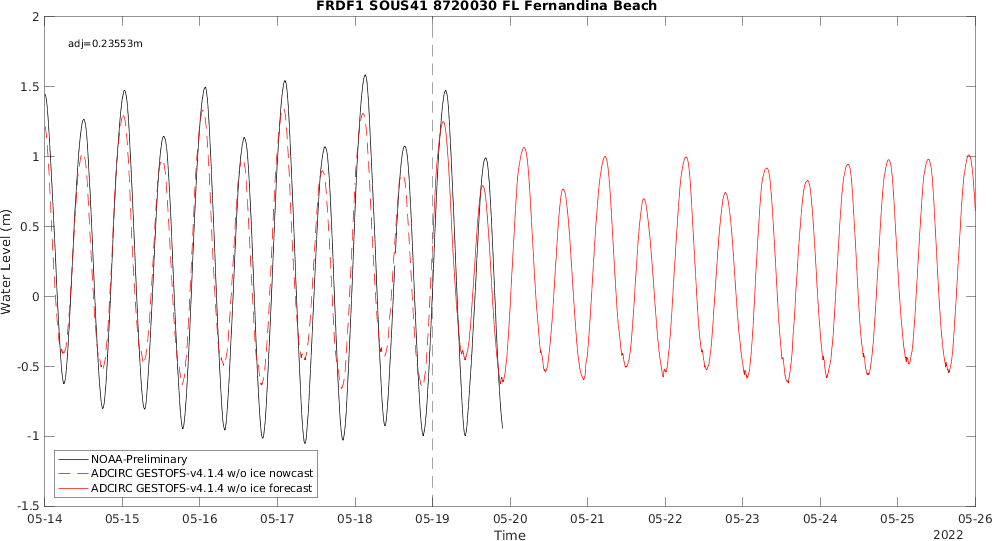 FRDF1 SOUS41 8720030 FL Fernandina Beach
adj=0.23553m
Water Level (m)
2
1.5
1
0.5
0
-0.5
-1
-1.5
NOAA-Preliminary
ADCIRC GESTOFS-v4.1.4 w/o ice nowcast
ADCIRC GESTOFS-v4.1.4 w/o ice forecast
05-14 05-15 05-16 05-17 05-18 05-19 05-20 05-21 05-22 05-23 05-24 05-25 05-26
Time
2022